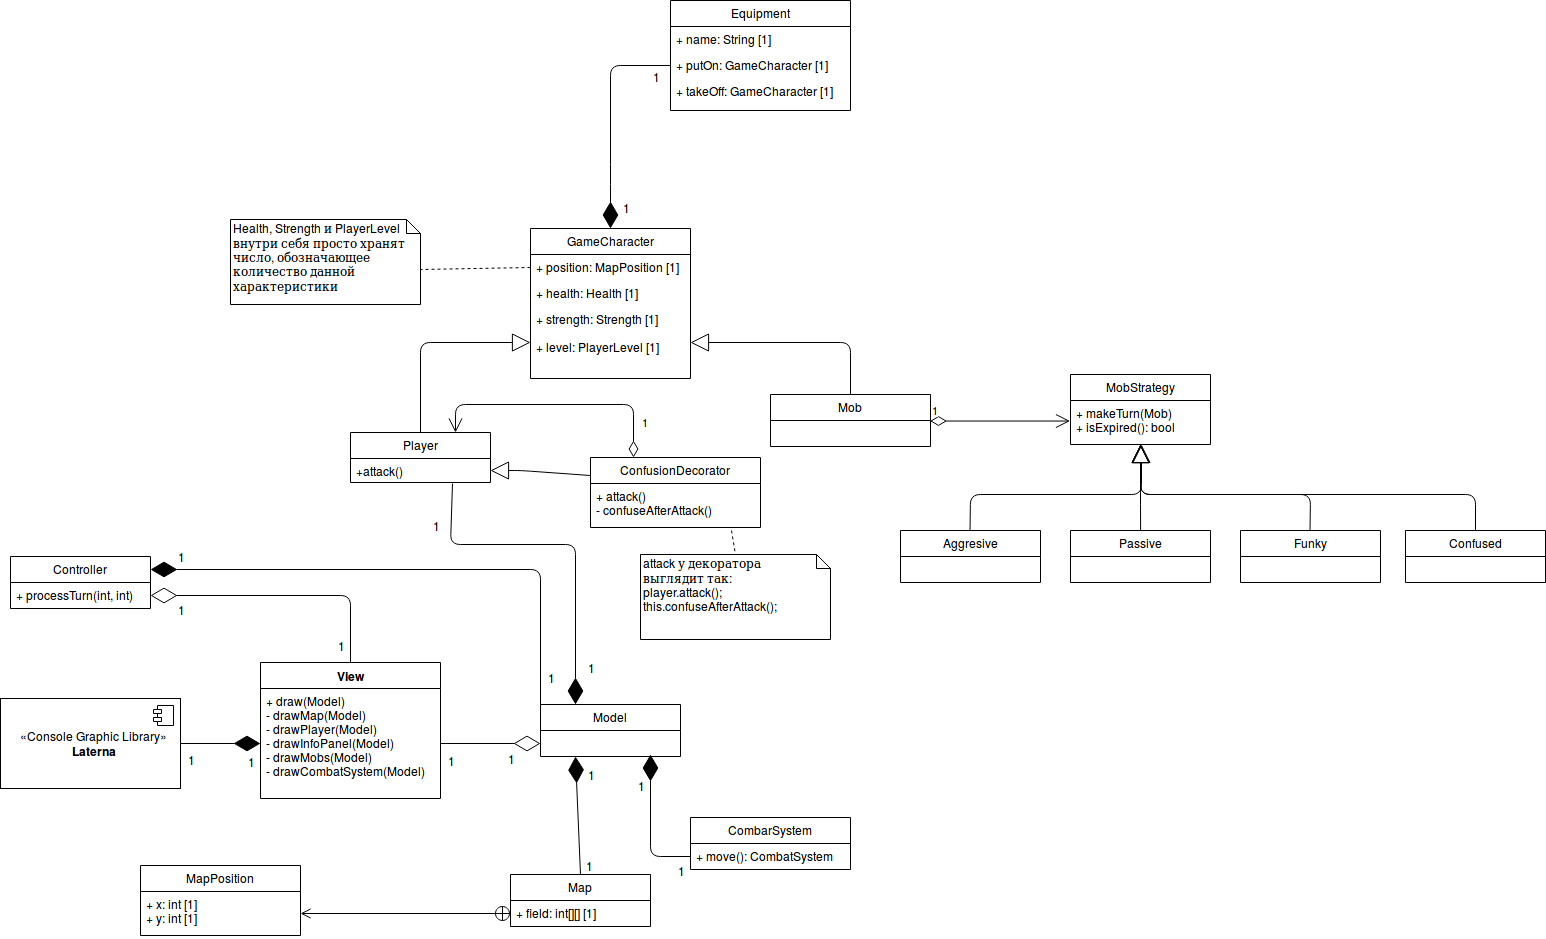 Equipment
+ name: String [1]
+ putOn: GameCharacter [1]
+ takeOff: GameCharacter [1]
1
1
Health, Strength и PlayerLevel
внутри себя просто хранят
число, обозначающее
количество данной
характеристики
GameCharacter
+ position: MapPosition [1]
+ health: Health [1]
+ strength: Strength [1]
+ level: PlayerLevel [1]
Mob
1
MobStrategy
+ makeTurn(Mob)
+ isExpired(): bool
Player
+attack()
1
ConfusionDecorator
+ attack()
- confuseAfterAttack()
1
attack у декоратора
выглядит так:
player.attack();
this.confuseAfterAttack();
Aggresive
Passive
Funky
Confused
Controller
+ processTurn(int, int)
1
1
1
1
1
View
+ draw(Model)
- drawMap(Model)
- drawPlayer(Model)
- drawInfoPanel(Model)
- drawMobs(Model)
- drawCombatSystem(Model)
«Console Graphic Library»
Laterna
1
1
1
1
Model
1
1
CombarSystem
+ move(): CombatSystem
1
1
Map
+ field: int[][] [1]
MapPosition
+ x: int [1]
+ y: int [1]